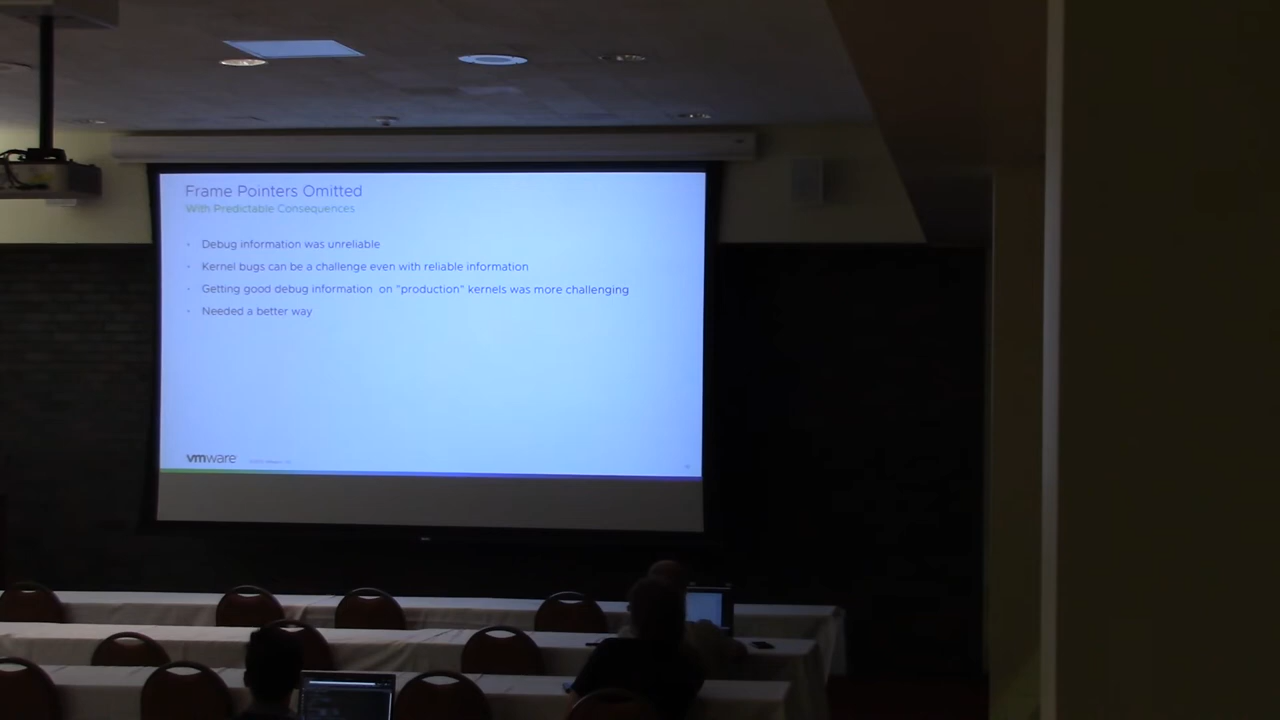 Frame Pointers Omitted
With Predictable Consequences
Debug information was unreliable
Kernel bugs can be a challenge even with reliable information
Getting good debug information on "production" kernels was more challenging
Needed a better way
vmware